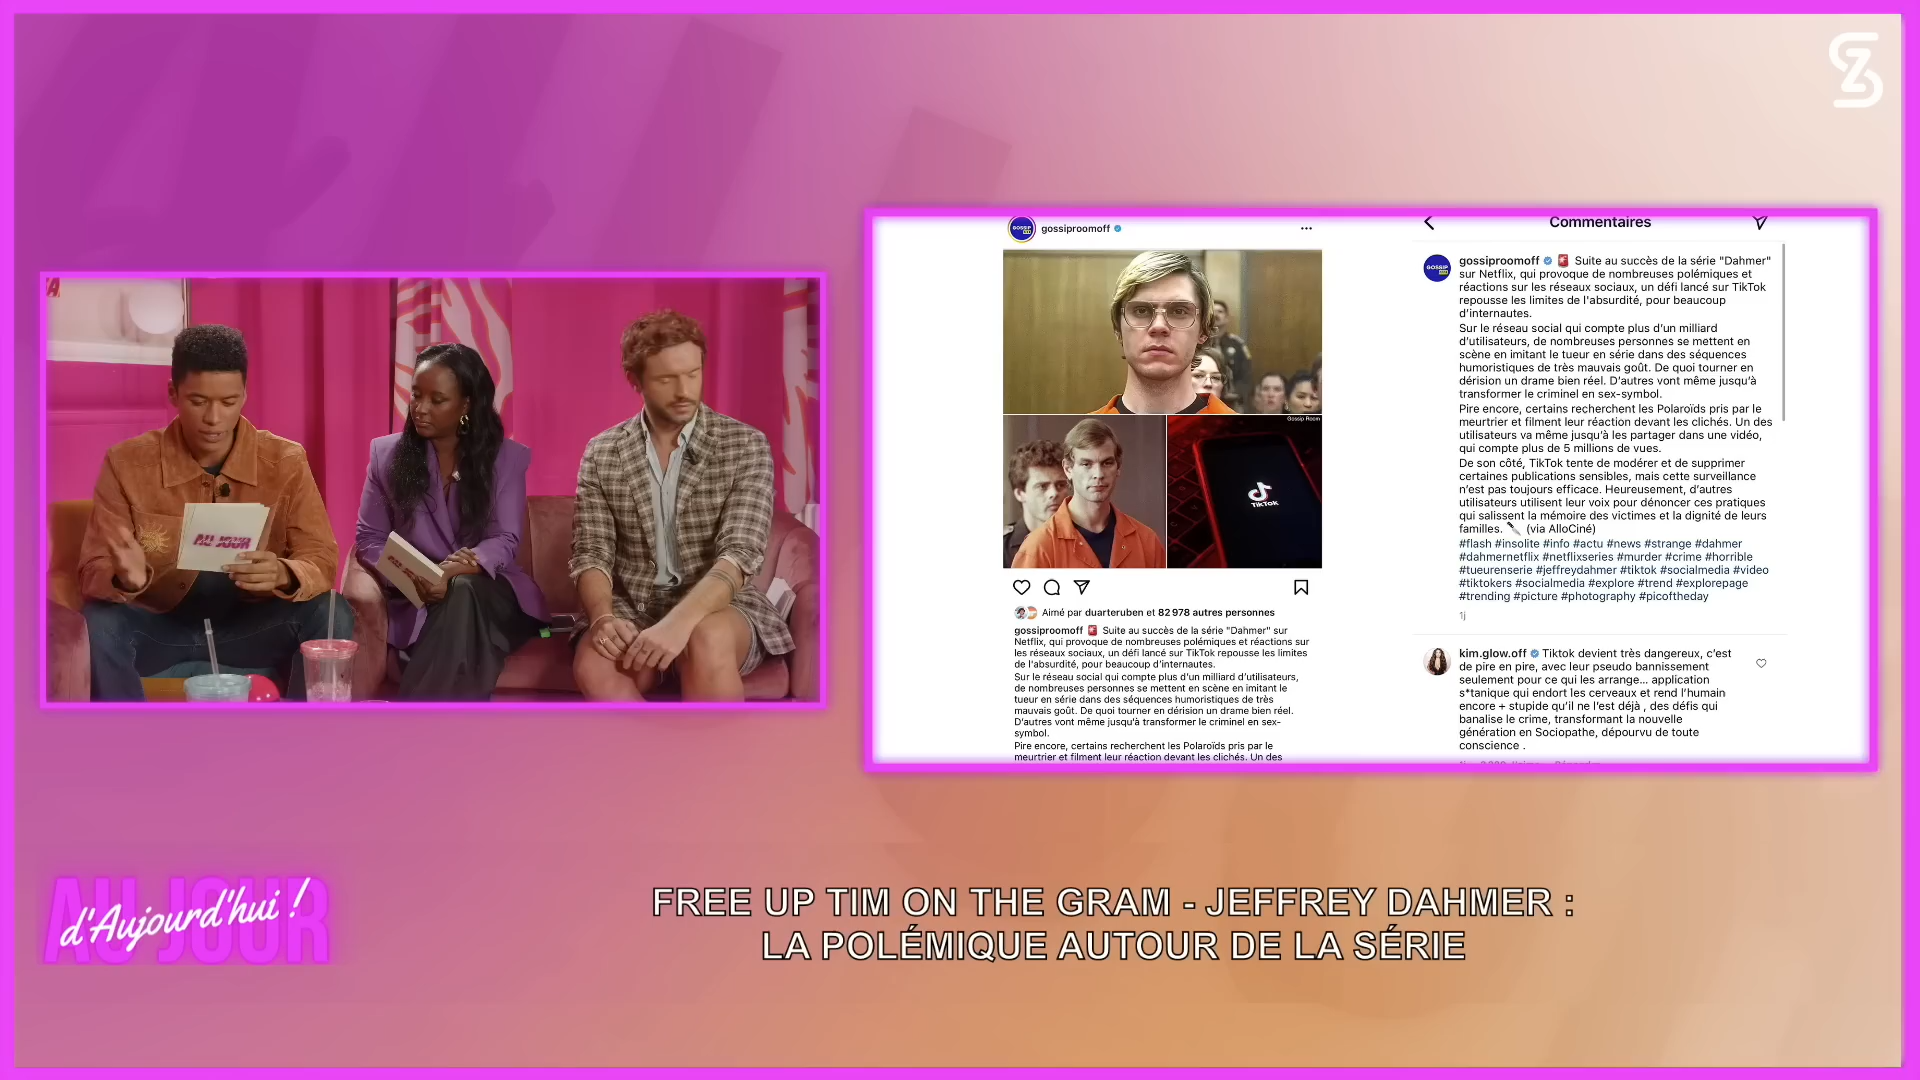 gossiproomoff
Gossip Room
TikTok
Aimé par duarteruben et 82 978 autres personnes
gossiproomoff 🚨 Suite au succès de la série "Dahmer" sur
Netflix, qui provoque de nombreuses polémiques et réactions sur
les réseaux sociaux, un défi lancé sur TikTok repousse les limites
de l'absurdité, pour beaucoup d'internautes.
Sur le réseau social qui compte plus d'un milliard d'utilisateurs,
de nombreuses personnes se mettent en scène en imitant le
tueur en série dans des séquences humoristiques de très
mauvais goût. De quoi tourner en dérision un drame bien réel.
D'autres vont même jusqu'à transformer le criminel en sex-
symbol.
Pire encore, certains recherchent les Polaroïds pris par le
meurtrier et filment leur réaction devant les clichés. Un des
Commentaires
gossiproomoff 🚨 Suite au succès de la série "Dahmer"
sur Netflix, qui provoque de nombreuses polémiques et
réactions sur les réseaux sociaux, un défi lancé sur TikTok
repousse les limites de l'absurdité, pour beaucoup
d'internautes.
Sur le réseau social qui compte plus d'un milliard
d'utilisateurs, de nombreuses personnes se mettent en
scène en imitant le tueur en série dans des séquences
humoristiques de très mauvais goût. De quoi tourner en
dérision un drame bien réel. D'autres vont même jusqu'à
transformer le criminel en sex-symbol.
Pire encore, certains recherchent les Polaroïds pris par le
meurtrier et filment leur réaction devant les clichés. Un des
utilisateurs va même jusqu'à les partager dans une vidéo,
qui compte plus de 5 millions de vues.
De son côté, TikTok tente de modérer et de supprimer
certaines publications sensibles, mais cette surveillance
n'est pas toujours efficace. Heureusement, d'autres
utilisateurs utilisent leur voix pour dénoncer ces pratiques
qui salissent la mémoire des victimes et la dignité de leurs
familles. 🔪 (via AlloCiné)
#flash #insolite #info #actu #news #strange #dahmer
#dahmernetflix #netflixseries #murder #crime #horrible
#tueurenserie #jeffreydahmer #tiktok #socialmedia #video
#tiktokers #socialmedia #explore #trend #explorepage
#trending #picture #photography #picoftheday
1j
kim.glow.off Tiktok devient très dangereux, c'est
de pire en pire, avec leur pseudo bannissement
seulement pour ce qui les arrange... application
s*tanique qui endort les cerveaux et rend l'humain
encore + stupide qu'il ne l'est déjà , des défis qui
banalise le crime, transformant la nouvelle
génération en Sociopathe, dépourvu de toute
conscience .
AU JOUR
AU JOUR
d'Aujourd'hui !
FREE UP TIM ON THE GRAM - JEFFREY DAHMER :
LA POLÉMIQUE AUTOUR DE LA SÉRIE